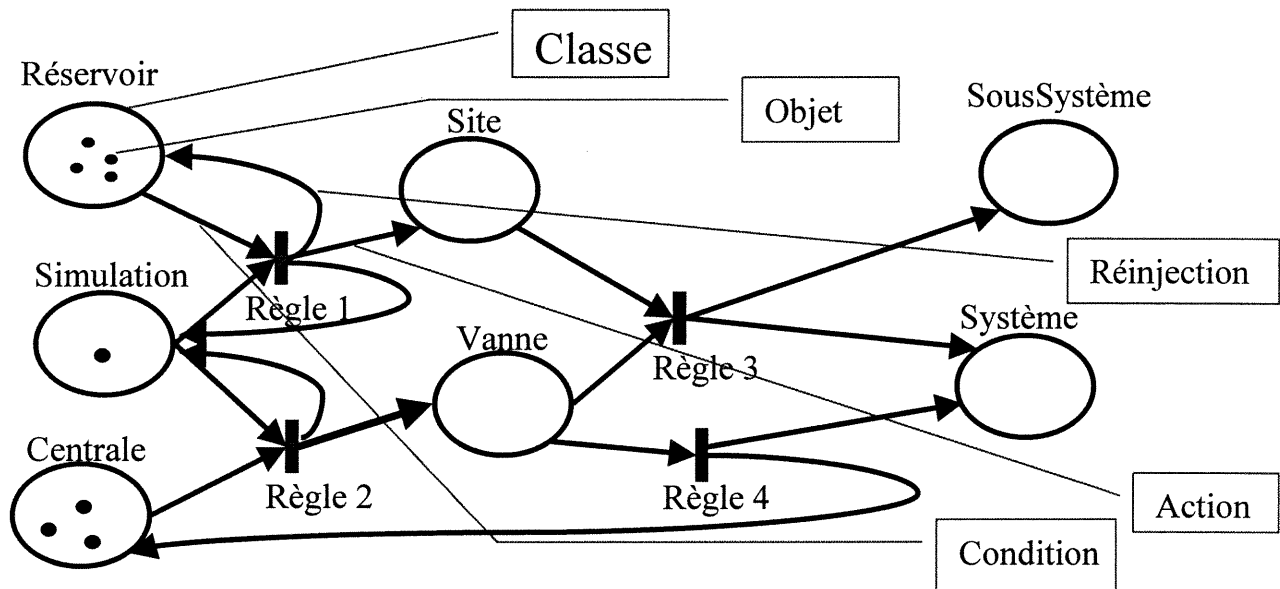 Classe
Réservoir
Objet
SousSystème
Site
Réinjection
Simulation
Règle 1
Système
Vanne
Règle 3
Centrale
Règle 2
Règle 4
Action
Condition